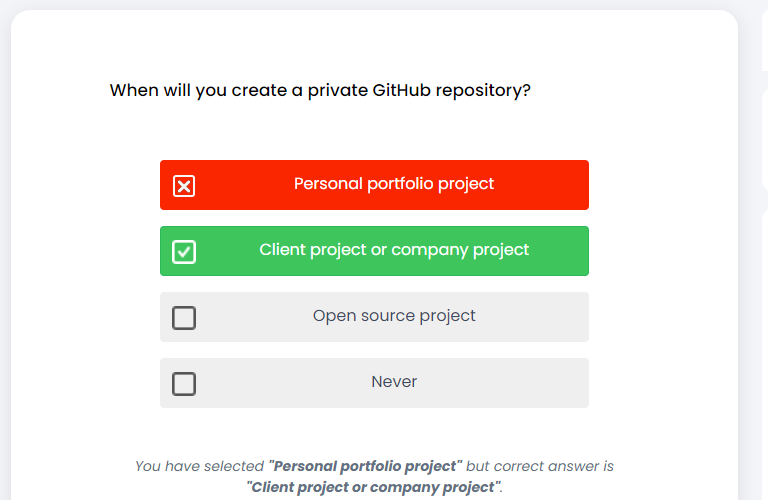 When will you create a private GitHub repository?
Personal portfolio project
Client project or company project
Open source project
Never
You have selected "Personal portfolio project" but correct answer is
"Client project or company project".